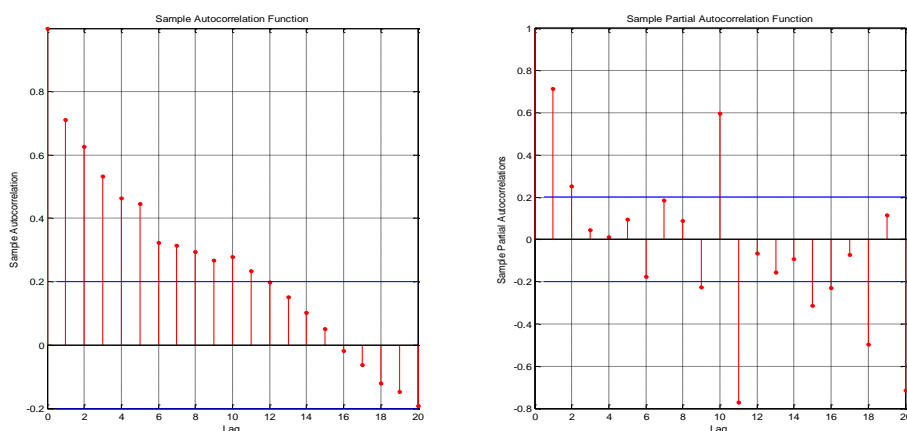 Sample Autocorrelation Function
Sample Autocorrelation
0.8
0.6
0.4
0.2
0
-0.2
0 2 4 6 8 10 12 14 16 18 20
Lag
Sample Partial Autocorrelation Function
Sample Partial Autocorrelations
1
0.8
0.6
0.4
0.2
0
-0.2
-0.4
-0.6
-0.8
0 2 4 6 8 10 12 14 16 18 20
Lag